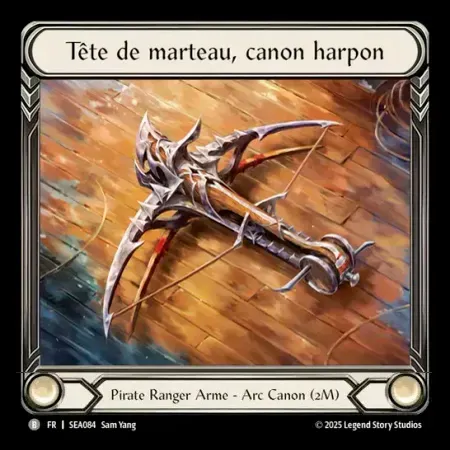 Tête de marteau, canon harpon
Pirate Ranger Arme - Arc Canon (2M)
B FR | SEA084 Sam Yang
© 2025 Legend Story Studios